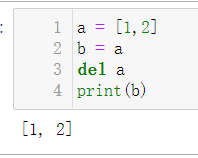 :
1 a = [1,2]
2 b = a
3 del a
4 print(b)
[1, 2]